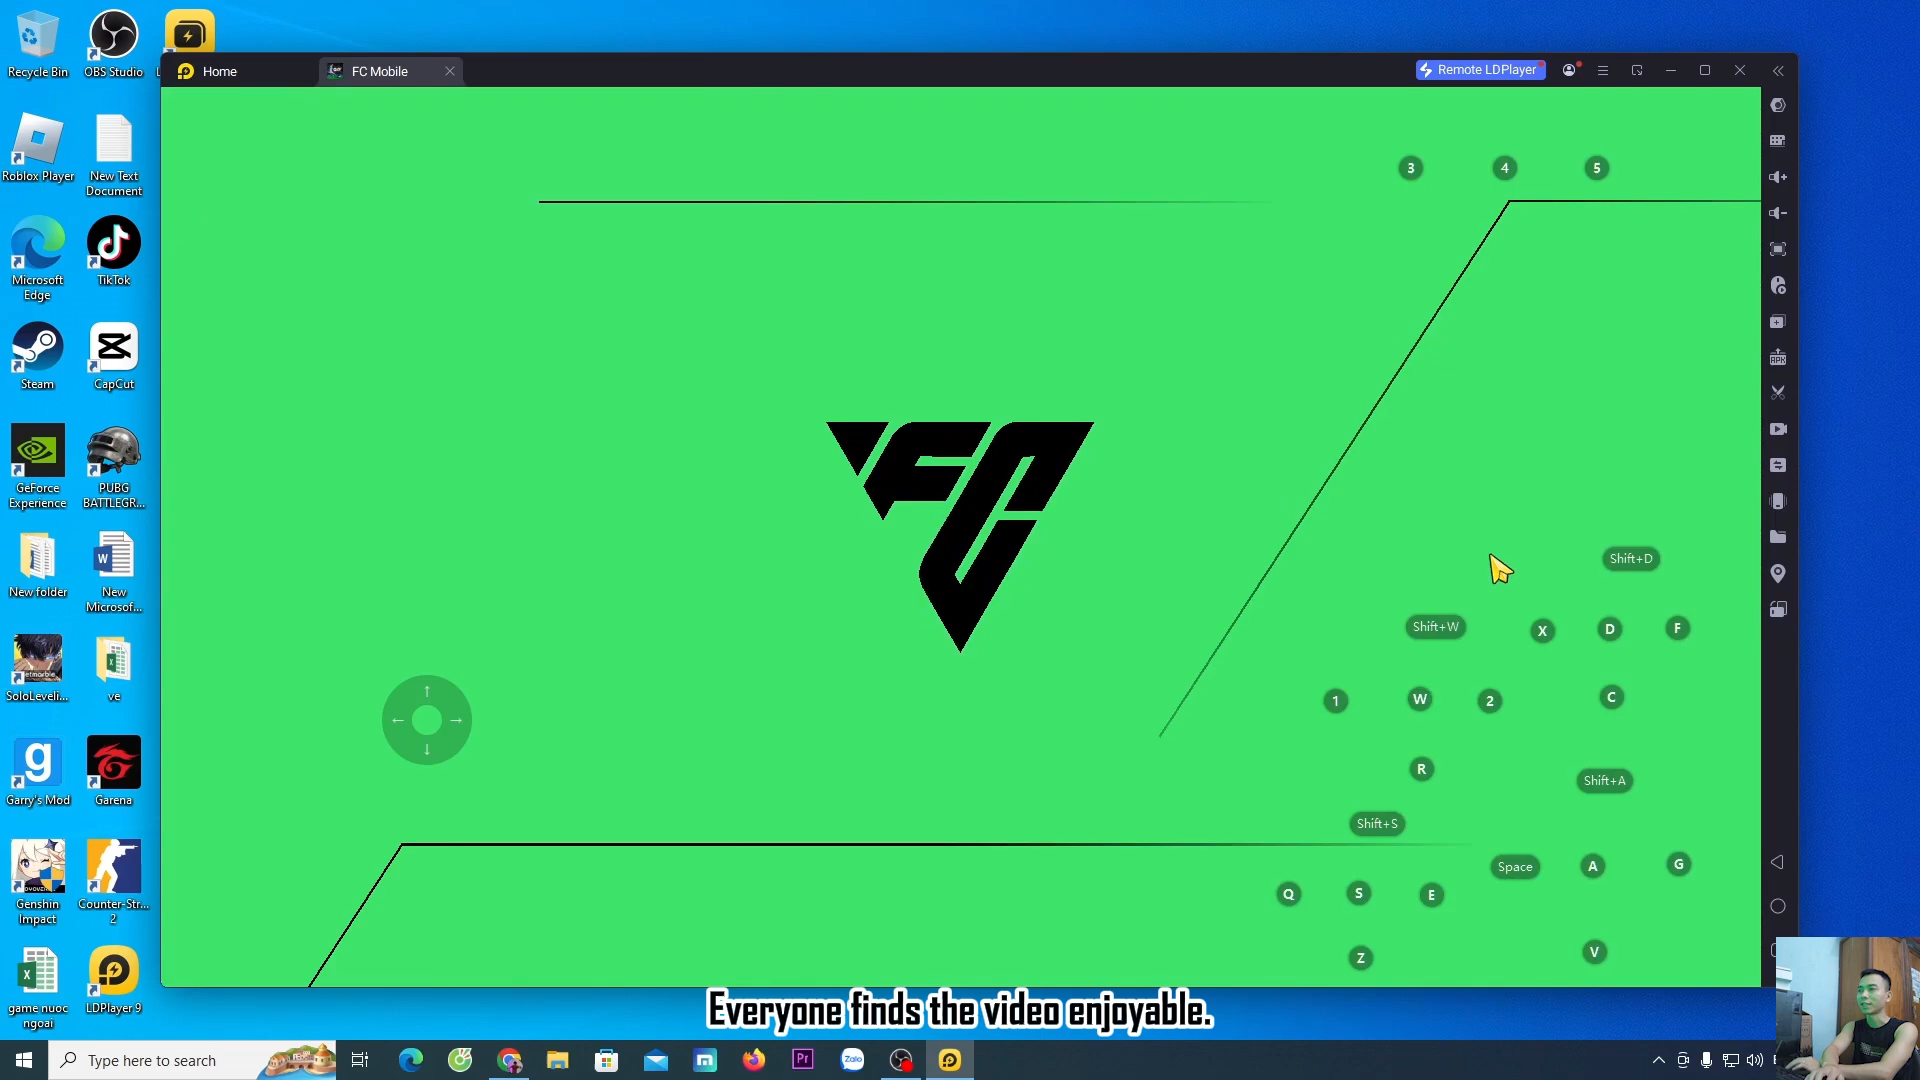 Recycle Bin
OBS Studio
L
Home
FC Mobile
Remote LDPlayer
Roblox Player
New Text
Document
Microsoft
Edge
TikTok
Steam
CapCut
GeForce
Experience
PUBG
BATTLEGR...
New folder
New
Microsof...
SoloLeveli...
ve
Garry's Mod
Garena
Genshin
Impact
Counter-Str...
2
game nuoc
ngoai
LDPlayer 9
3
4
5
FC
Shift+D
Shift+W
X
D
F
1
W
2
C
R
Shift+A
Shift+S
Space
A
G
Q
S
E
Z
V
Everyone finds the video enjoyable.
Type here to search
Pr
Zalo